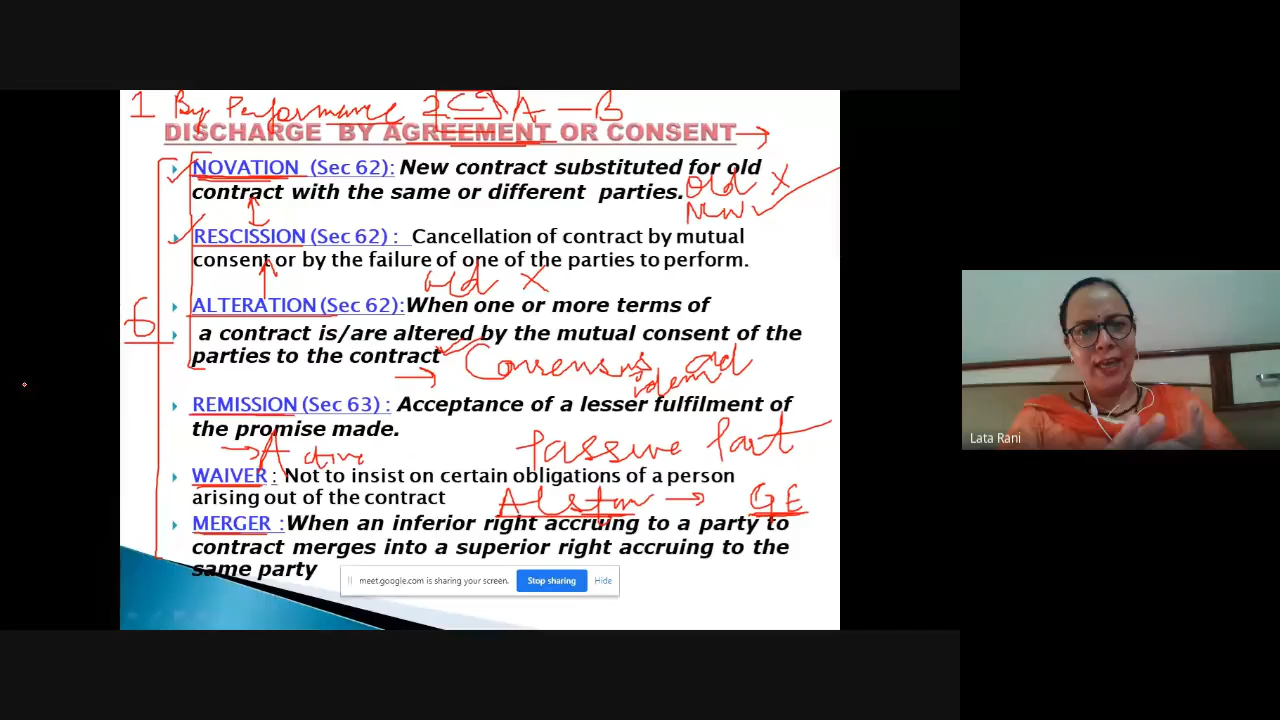 1 By Performance 2 A — B
DISCHARGE BY AGREEMENT OR CONSENT
NOVATION (Sec 62): New contract substituted for old
contract with the same or different parties.
old X
New
RESCISSION (Sec 62) : Cancellation of contract by mutual
consent or by the failure of one of the parties to perform.
old X
ALTERATION (Sec 62):When one or more terms of
6
a contract is/are altered by the mutual consent of the
parties to the contract
Consensus ad
idem
REMISSION (Sec 63) : Acceptance of a lesser fulfilment of
the promise made.
Active
Passive Part
Lata Rani
WAIVER : Not to insist on certain obligations of a person
arising out of the contract
Alstom → GE
MERGER :When an inferior right accruing to a party to
contract merges into a superior right accruing to the
same party
meet.google.com is sharing your screen. Stop sharing Hide